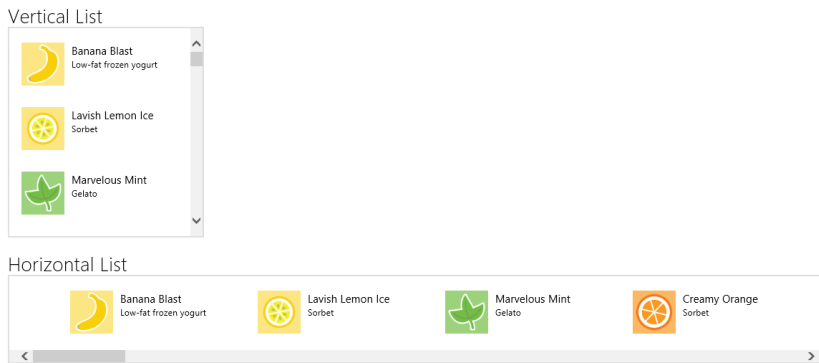 Vertical List
Banana Blast
Low-fat frozen yogurt
Lavish Lemon Ice
Sorbet
Marvelous Mint
Gelato
Horizontal List
Banana Blast
Low-fat frozen yogurt
Lavish Lemon Ice
Sorbet
Marvelous Mint
Gelato
Creamy Orange
Sorbet